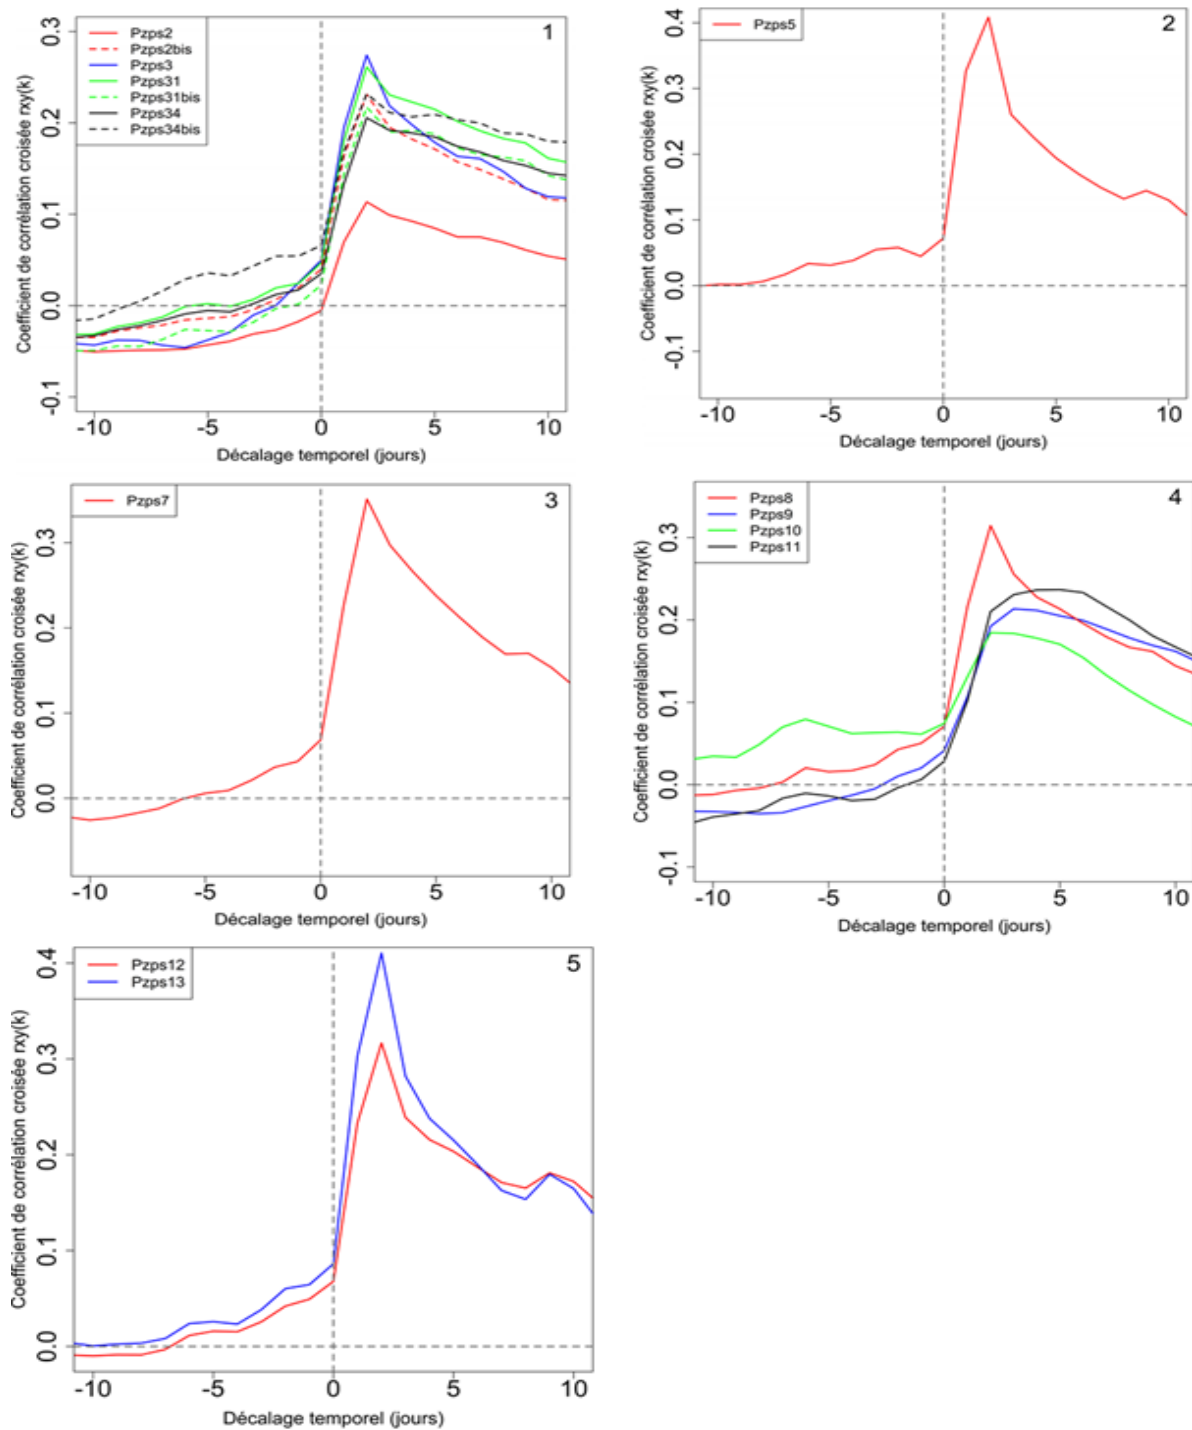 1
Pzps2
Pzps2bis
Pzps3
Pzps31
Pzps31bis
Pzps34
Pzps34bis
Coefficient de corrélation croisée rxy(k)
0.3
0.2
0.1
0.0
-0.1
-10 -5 0 5 10
Décalage temporel (jours)
2
Pzps5
Coefficient de corrélation croisée rxy(k)
0.4
0.3
0.2
0.1
0.0
-0.1
-10 -5 0 5 10
Décalage temporel (jours)
3
Pzps7
Coefficient de corrélation croisée rxy(k)
0.3
0.2
0.1
0.0
-10 -5 0 5 10
Décalage temporel (jours)
4
Pzps8
Pzps9
Pzps10
Pzps11
Coefficient de corrélation croisée rxy(k)
0.3
0.2
0.1
0.0
-0.1
-10 -5 0 5 10
Décalage temporel (jours)
5
Pzps12
Pzps13
Coefficient de corrélation croisée rxy(k)
0.4
0.3
0.2
0.1
0.0
-10 -5 0 5 10
Décalage temporel (jours)